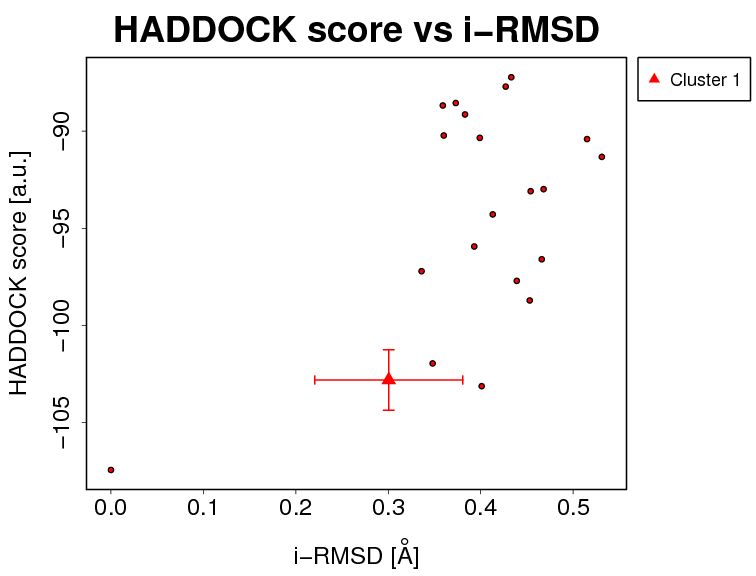 HADDOCK score vs i−RMSD
Cluster 1
HADDOCK score [a.u.]
−90
−95
−100
−105
0.0 0.1 0.2 0.3 0.4 0.5
i−RMSD [Å]